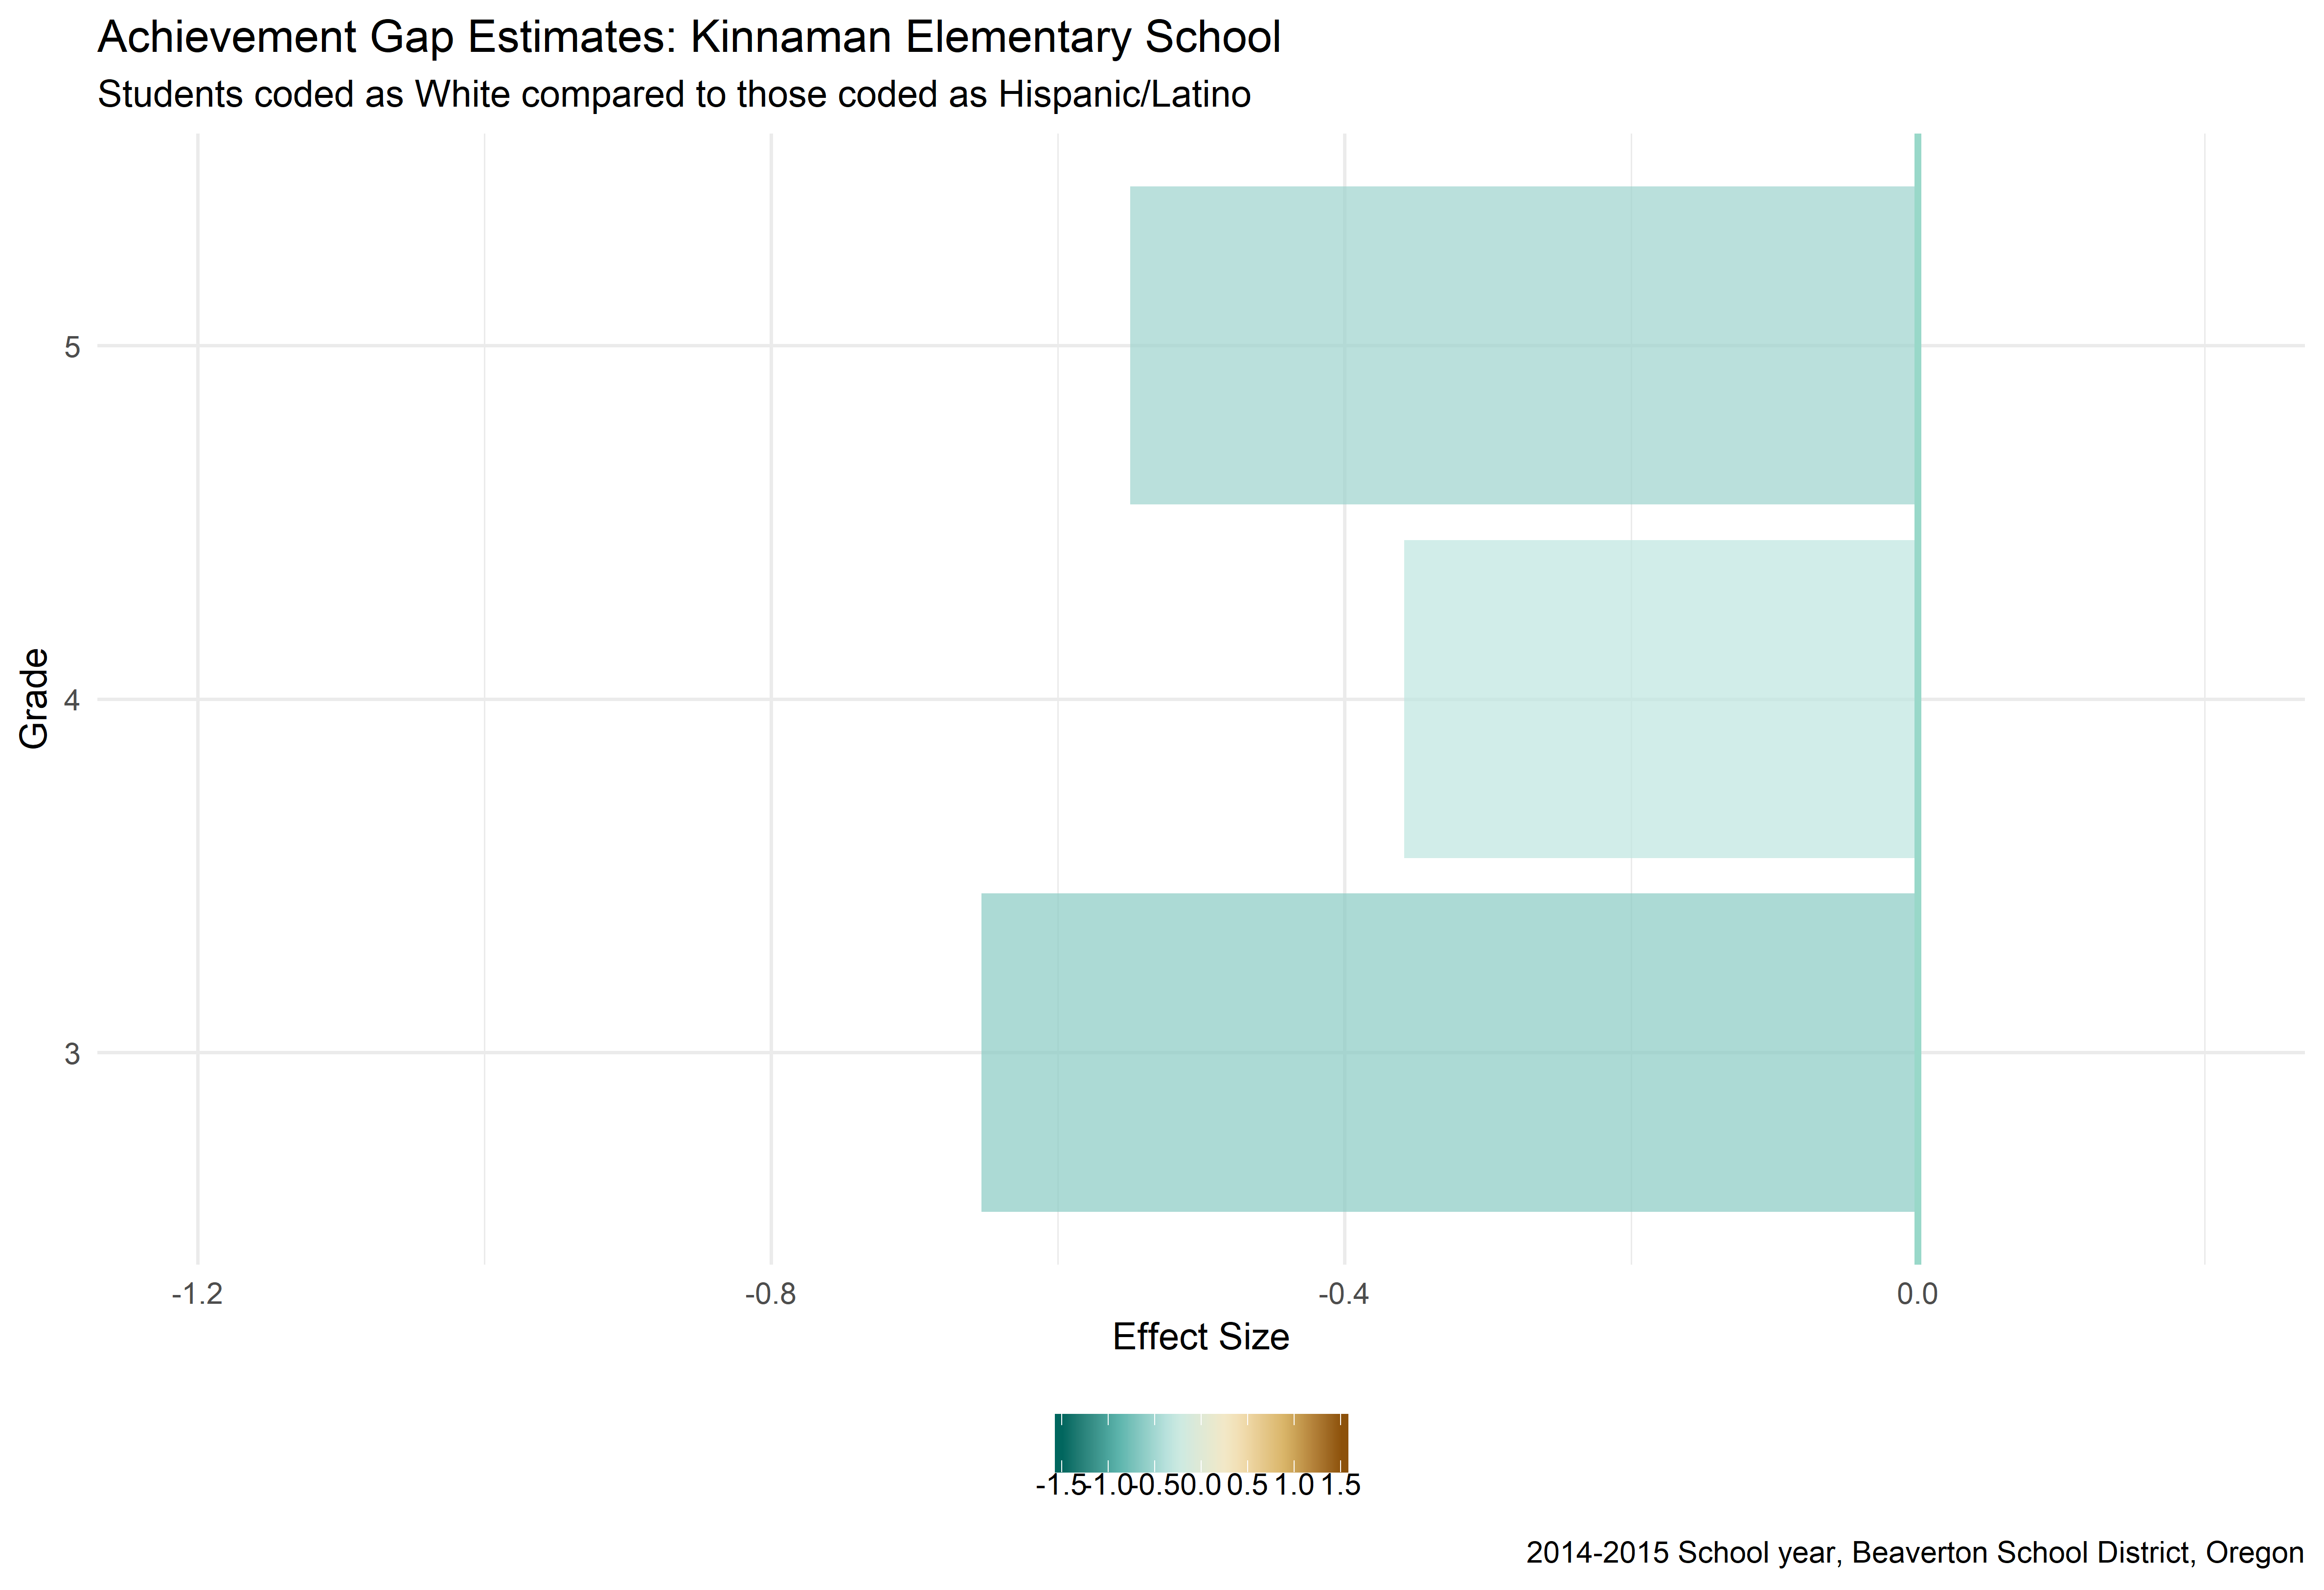 Achievement Gap Estimates: Kinnaman Elementary School
Students coded as White compared to those coded as Hispanic/Latino
5
4
3
Grade
-1.2 -0.8 -0.4 0.0
Effect Size
-1.5 -1.0 -0.5 0.0 0.5 1.0 1.5
2014-2015 School year, Beaverton School District, Oregon